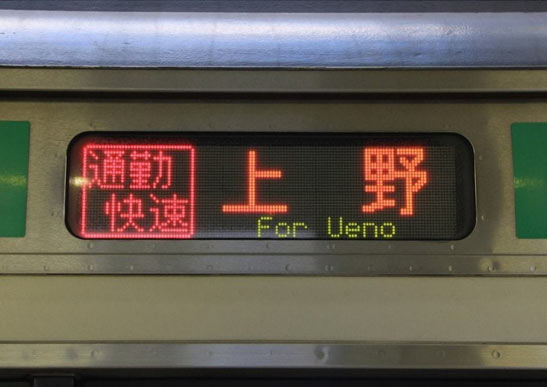 通勤
快速
上野
For Ueno